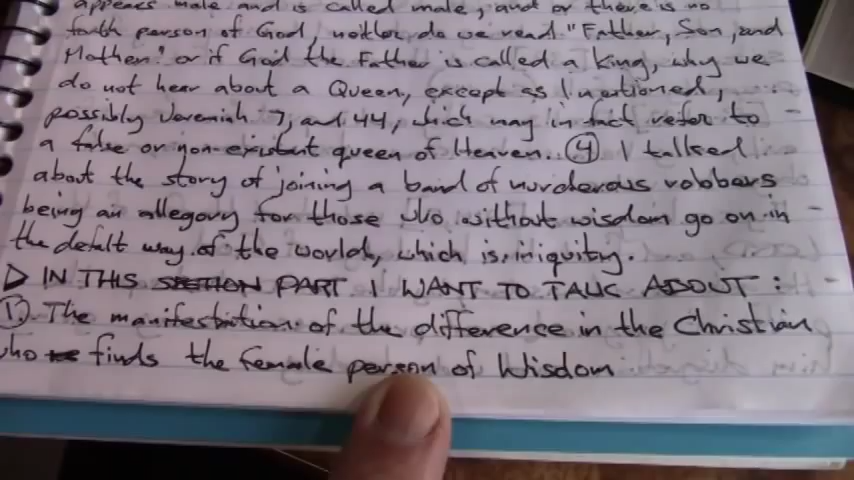 appears male and is called male, and or there is no
fouth person of God, neither do we read "Father, Son, and
Mother" or if God the Father is called a King, why we
do not hear about a Queen, except as I mentioned,
possibly Jeremiah 7, and 44, which may in fact refer to
a false or non-existant queen of Heaven. (4) I talked
about the story of joining a band of murderous robbers
being an allegory for those who without wisdom go on in
the defalt way of the world, which is iniquitry.
▷ IN THIS SECTION PART I WANT TO TALK ABOUT:
(1.) The manifestation of the difference in the Christian
who finds the female person of Wisdom